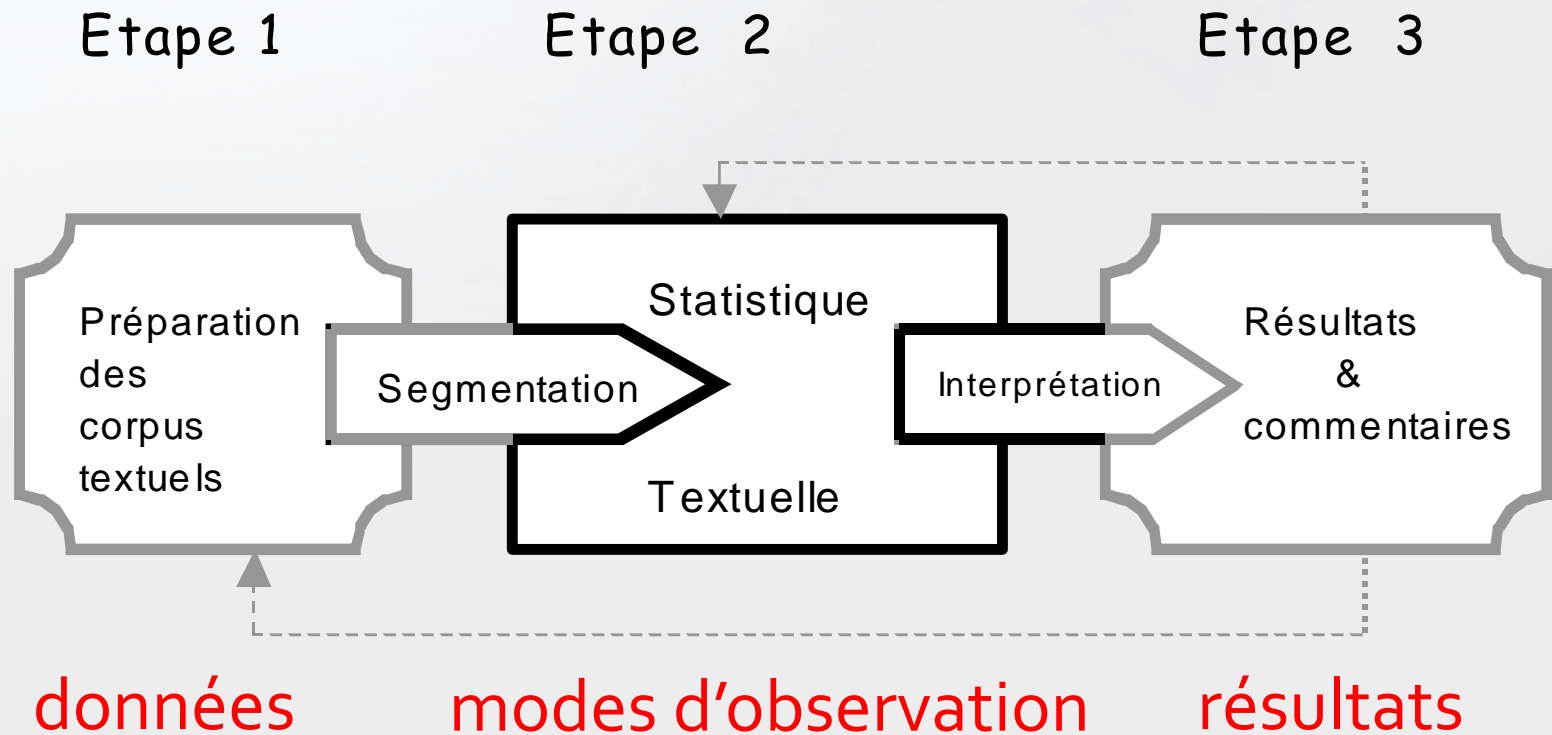 Etape 1
Etape 2
Etape 3
Préparation
des
corpus
textuels
Segmentation
Statistique
Textuelle
Interprétation
Résultats
&
commentaires
données
modes d’observation
résultats